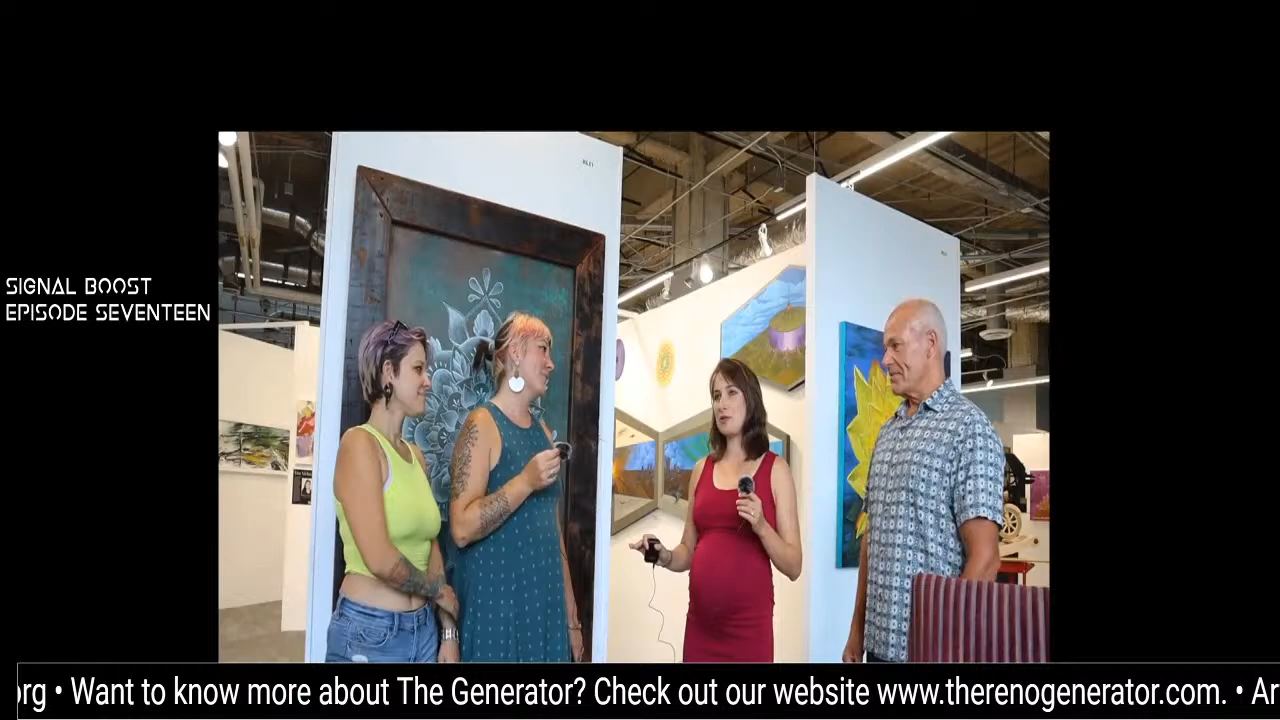 SIGNAL BOOST
EPISODE SEVENTEEN
org • Want to know more about The Generator? Check out our website www.therenogenerator.com. • Ar